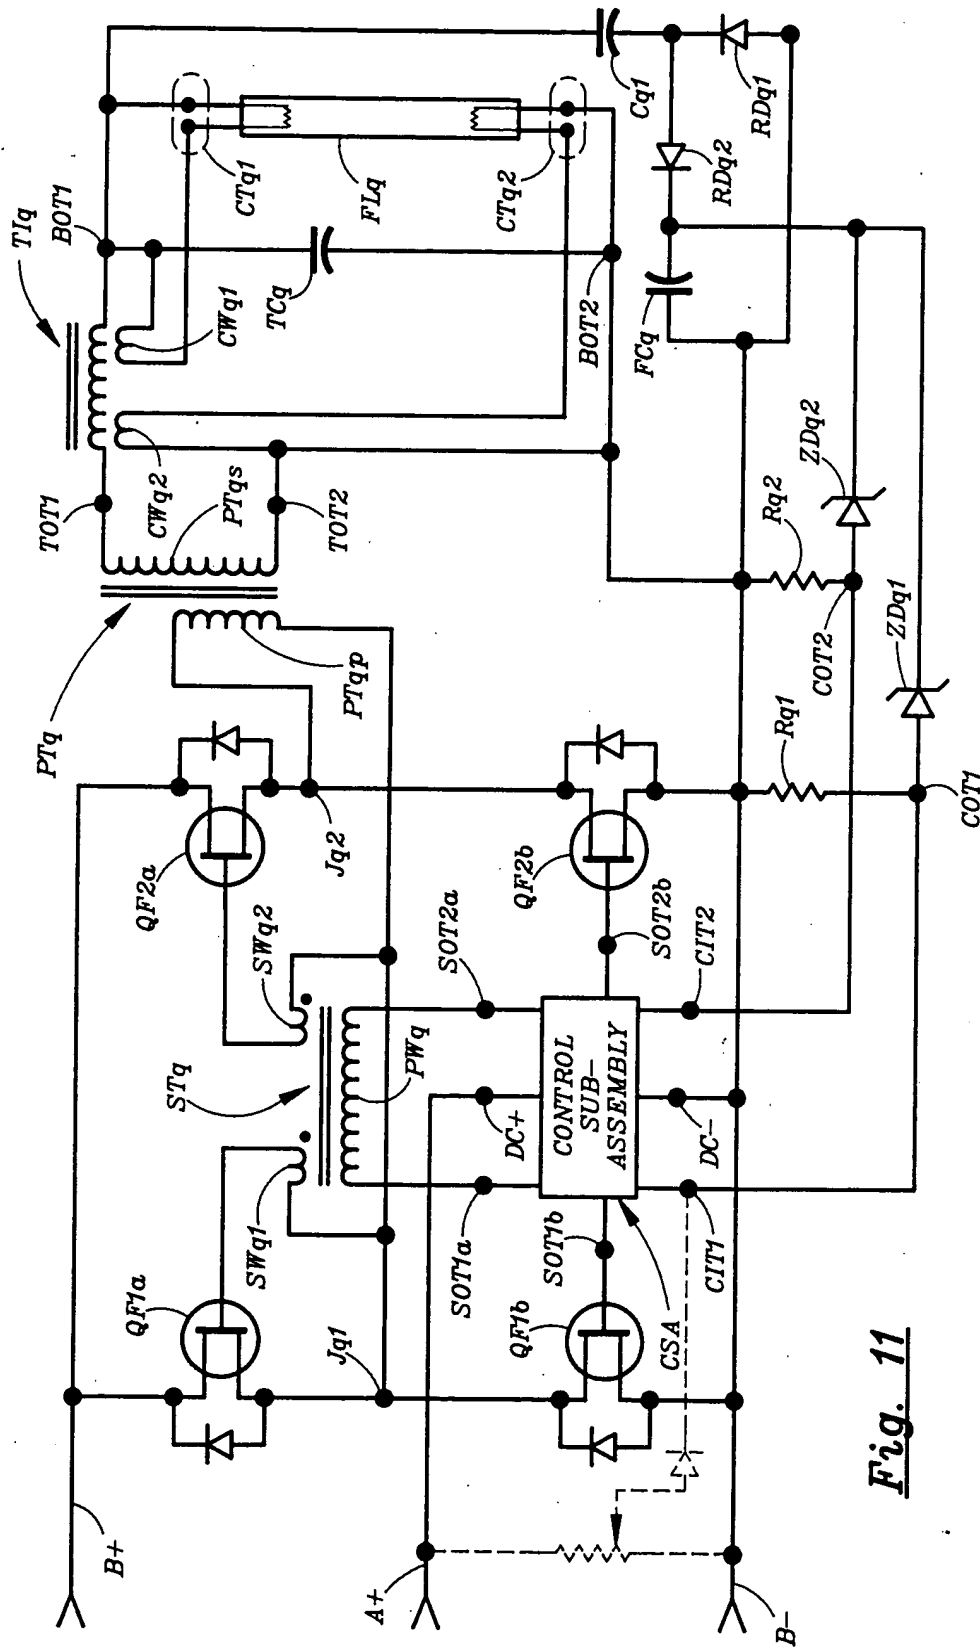 B+
A+
B-
QF1a
SWq1
STq
SWq2
QF2a
PTq
Jq1
PWq
Jq2
PTqp
PTqs
TOT1
TOT2
CWq2
CWq1
TIq
BOT1
TCq
BOT2
CTq1
FLq
CTq2
Cq1
RDq1
RDq2
FCq
SOT1a
DC+
SOT2a
QF1b
SOT1b
CONTROL
SUB-
ASSEMBLY
SOT2b
QF2b
CSA
CIT1
DC-
CIT2
Rq1
Rq2
COT2
ZDq2
ZDq1
COT1
Fig. 11